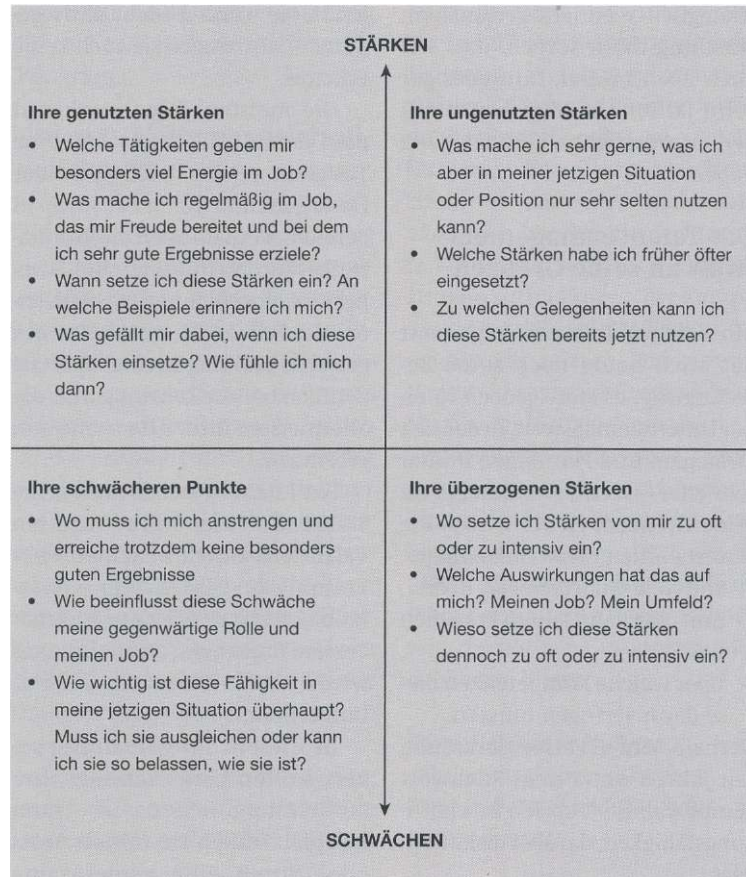 STÄRKEN
Ihre genutzten Stärken
• Welche Tätigkeiten geben mir
besonders viel Energie im Job?
• Was mache ich regelmäßig im Job,
das mir Freude bereitet und bei dem
ich sehr gute Ergebnisse erziele?
• Wann setze ich diese Stärken ein? An
welche Beispiele erinnere ich mich?
• Was gefällt mir dabei, wenn ich diese
Stärken einsetze? Wie fühle ich mich
dann?
Ihre ungenutzten Stärken
• Was mache ich sehr gerne, was ich
aber in meiner jetzigen Situation
oder Position nur sehr selten nutzen
kann?
• Welche Stärken habe ich früher öfter
eingesetzt?
• Zu welchen Gelegenheiten kann ich
diese Stärken bereits jetzt nutzen?
Ihre schwächeren Punkte
• Wo muss ich mich anstrengen und
erreiche trotzdem keine besonders
guten Ergebnisse
• Wie beeinflusst diese Schwäche
meine gegenwärtige Rolle und
meinen Job?
• Wie wichtig ist diese Fähigkeit in
meine jetzigen Situation überhaupt?
Muss ich sie ausgleichen oder kann
ich sie so belassen, wie sie ist?
Ihre überzogenen Stärken
• Wo setze ich Stärken von mir zu oft
oder zu intensiv ein?
• Welche Auswirkungen hat das auf
mich? Meinen Job? Mein Umfeld?
• Wieso setze ich diese Stärken
dennoch zu oft oder zu intensiv ein?
SCHWÄCHEN